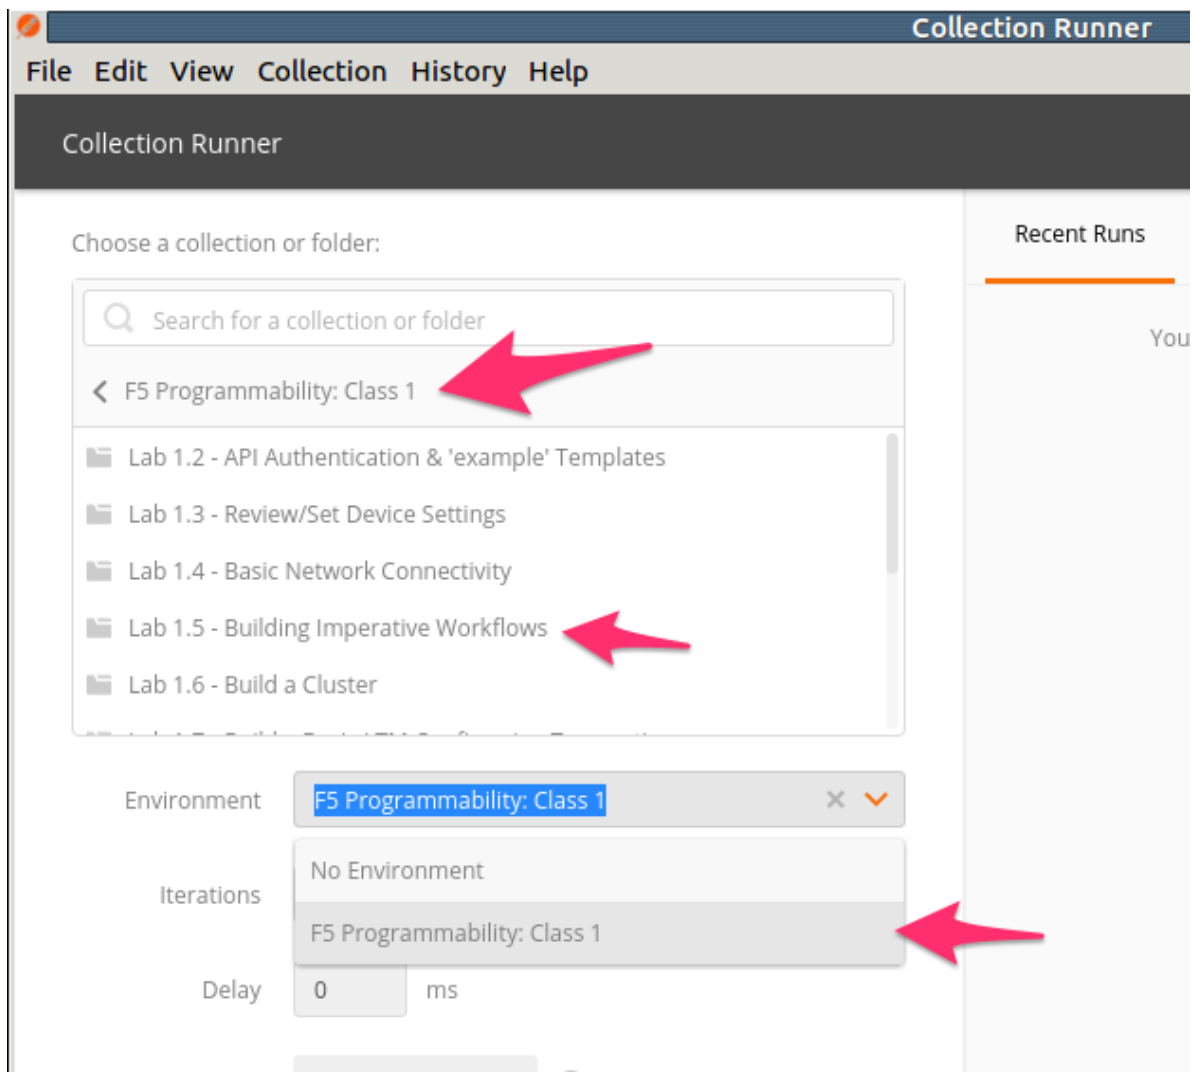 Collection Runner
File Edit View Collection History Help
Collection Runner
Choose a collection or folder:
Recent Runs
Search for a collection or folder
You
F5 Programmability: Class 1
Lab 1.2 - API Authentication & 'example' Templates
Lab 1.3 - Review/Set Device Settings
Lab 1.4 - Basic Network Connectivity
Lab 1.5 - Building Imperative Workflows
Lab 1.6 - Build a Cluster
Environment F5 Programmability: Class 1
No Environment
Iterations
F5 Programmability: Class 1
Delay 0 ms